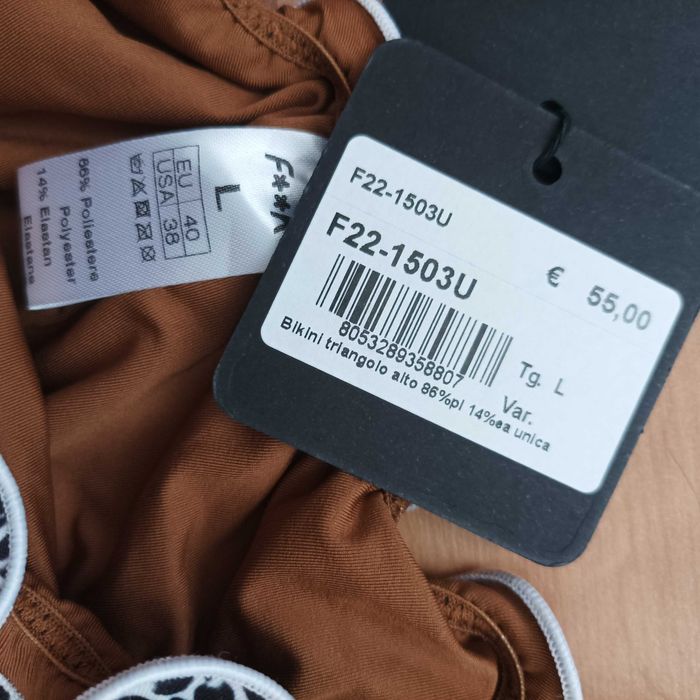 F**K
L
EU 40
USA 38
86% Poliestere
Polyester
14% Elastan
Elastane
F22-1503U
F22-1503U
€ 55,00
8053289358807
Tg. L
Var.
Bikini triangolo alto 86%pl 14%ea unica